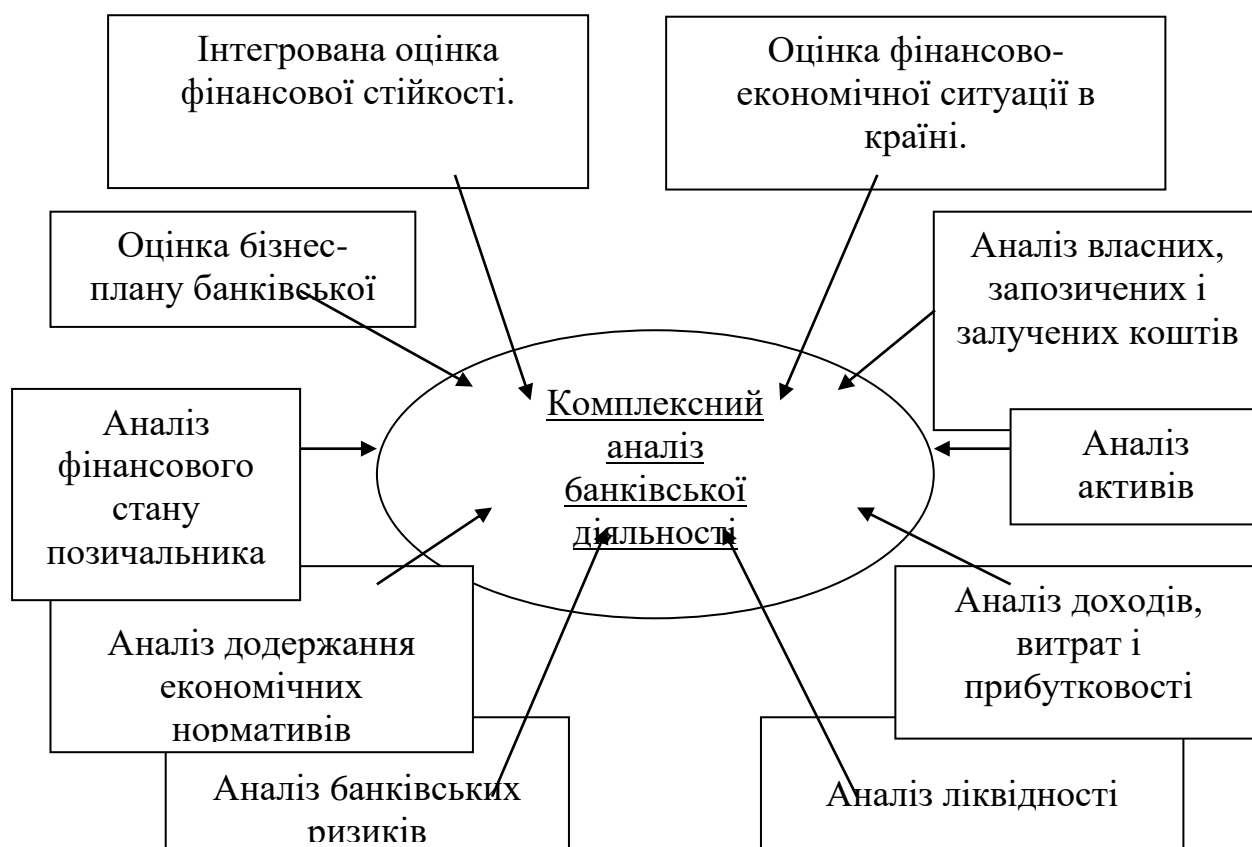 Інтегрована оцінка
фінансової стійкості.
Оцінка фінансово-
економічної ситуації в
країні.
Оцінка бізнес-
плану банківської
Аналіз власних,
запозичених і
залучених коштів
Комплексний
аналіз
банківської
діяльності
Аналіз
фінансового
стану
позичальника
Аналіз
активів
Аналіз додержання
економічних
нормативів
Аналіз доходів,
витрат і
прибутковості
Аналіз банківських
ризиків
Аналіз ліквідності